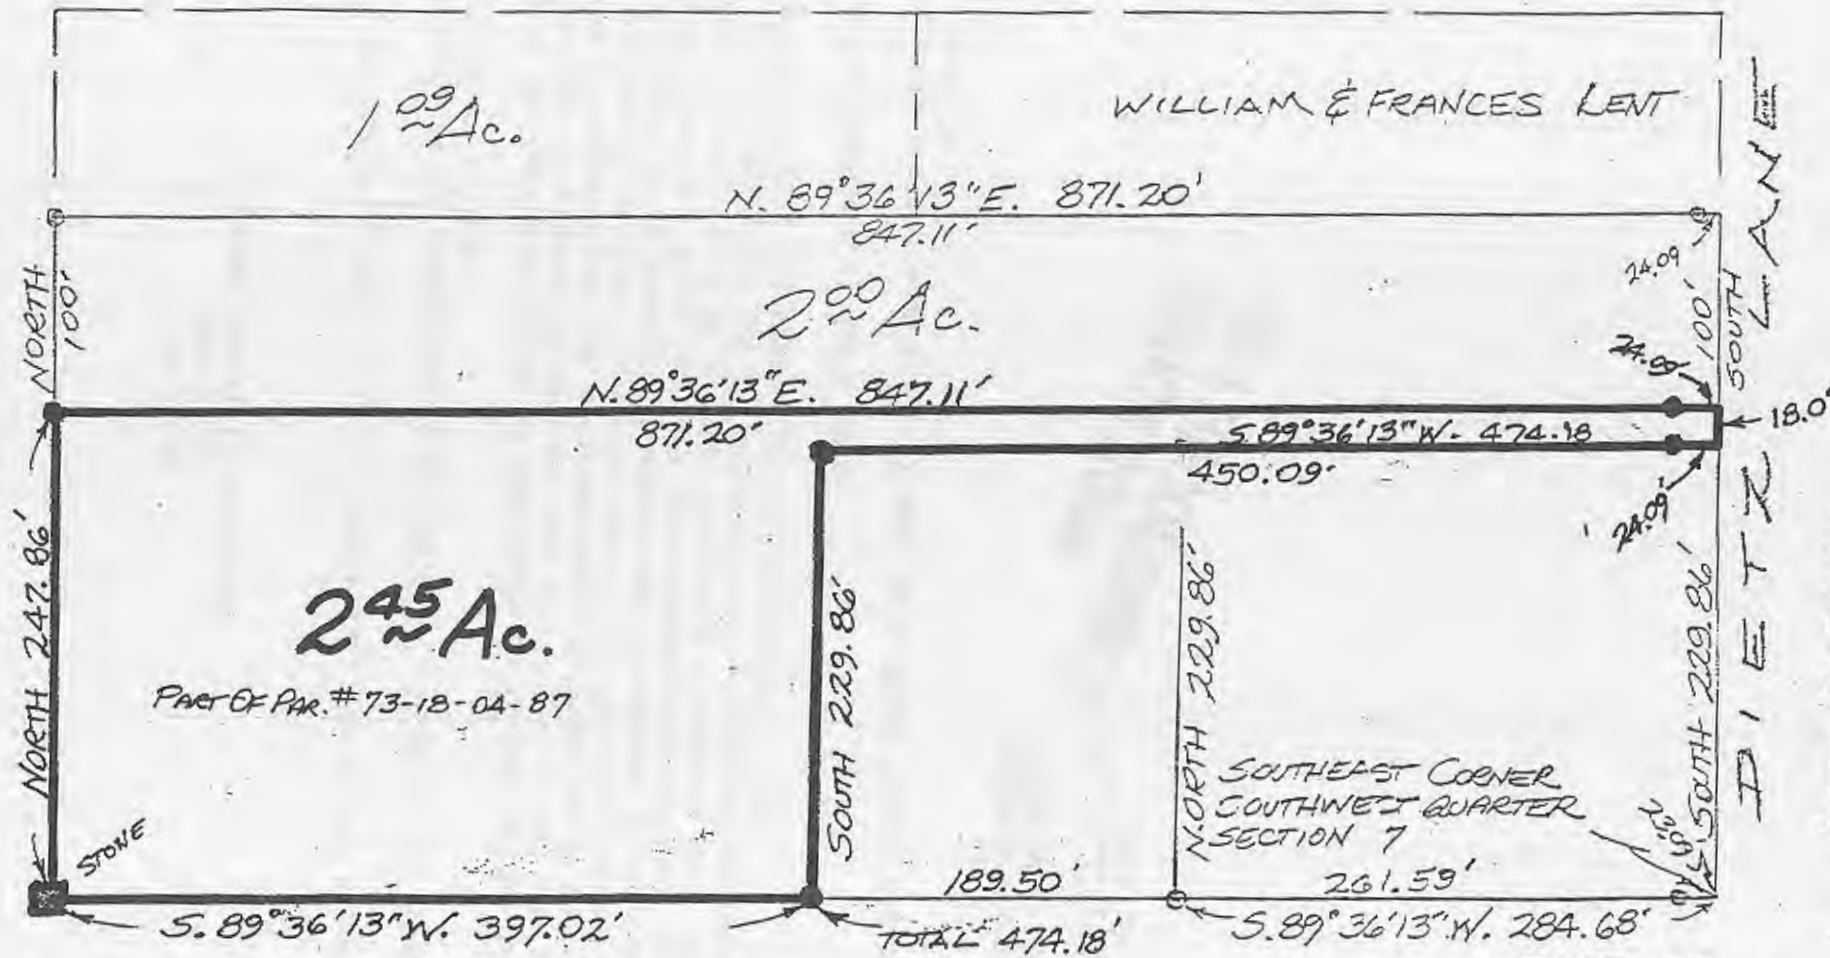 1 09 Ac.
WILLIAM & FRANCES LENT
N. 89°36'13"E. 871.20'
847.11'
24.09
NORTH
100'
2 00 Ac.
100'
SOUTH
DIETZ LANE
24.09
N. 89°36'13"E. 847.11'
18.0'
871.20'
S. 89°36'13"W. 474.18
450.09'
24.09'
NORTH 247.86'
2 45 Ac.
PART OF PAR. # 73-18-04-87
SOUTH 229.86'
NORTH 229.86'
SOUTH 229.86'
SOUTHEAST CORNER
SOUTHWEST QUARTER
SECTION 7
STONE
189.50'
261.59'
S. 89°36'13"W. 397.02'
TOTAL 474.18'
S. 89°36'13"W. 284.68'